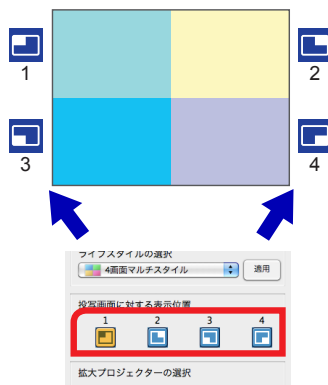 1
2
3
4
ライフスタイルの選択
4画面マルチスタイル
適用
投写画面に対する表示位置
1 2 3 4
拡大プロジェクターの選択